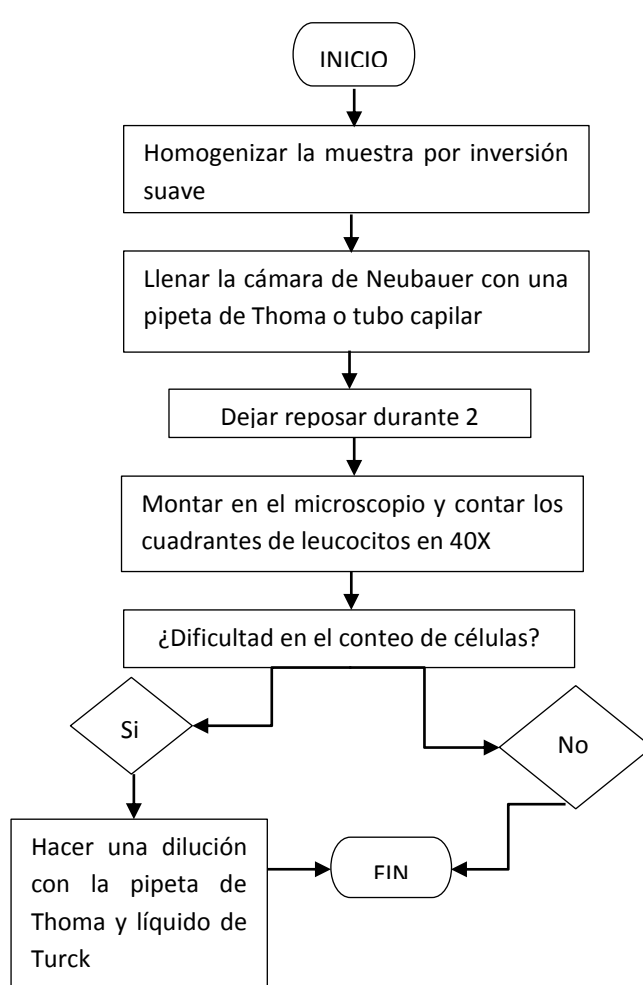 INICIO
Homogenizar la muestra por inversión
suave
Llenar la cámara de Neubauer con una
pipeta de Thoma o tubo capilar
Dejar reposar durante 2
Montar en el microscopio y contar los
cuadrantes de leucocitos en 40X
¿Dificultad en el conteo de células?
Si
No
Hacer una dilución
con la pipeta de
Thoma y líquido de
Turck
FIN